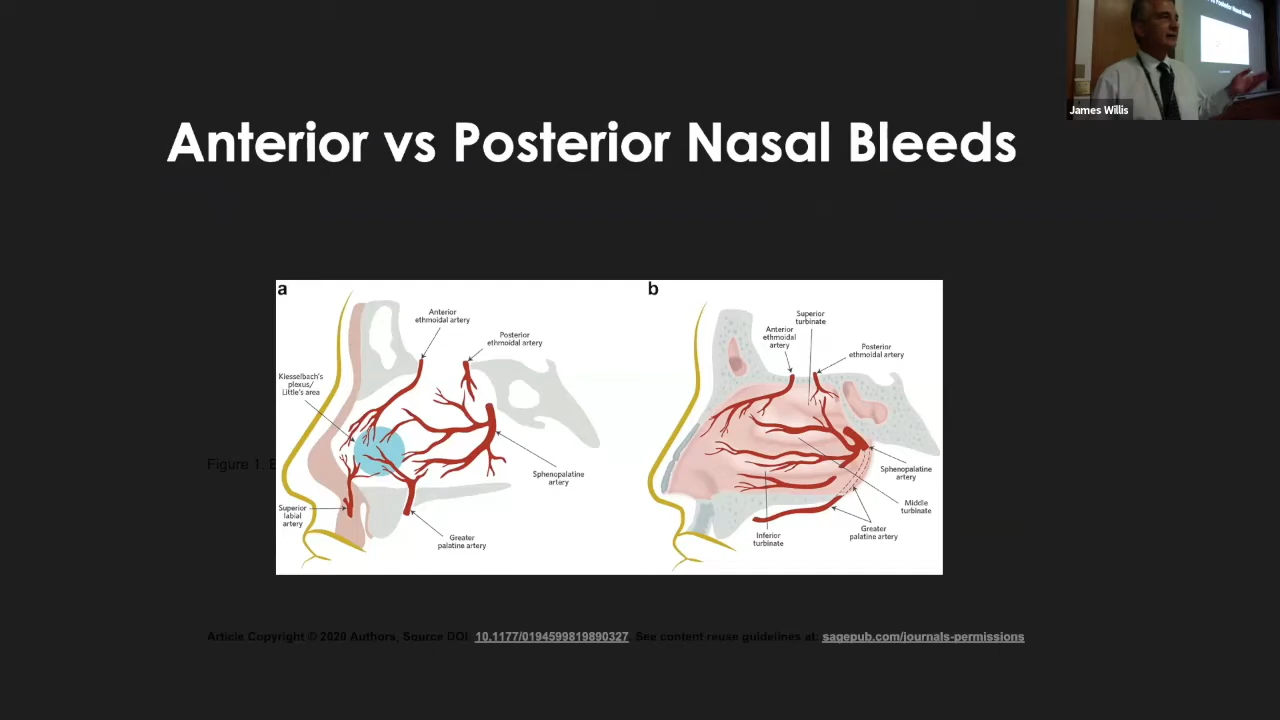 Anterior vs Posterior Nasal Bleeds
James Willis
a
Anterior
ethmoidal artery
Posterior
ethmoidal artery
Kiesselbach's
plexus/
Little's area
Sphenopalatine
artery
Superior
labial
artery
Greater
palatine artery
b
Superior
turbinate
Anterior
ethmoidal
artery
Posterior
ethmoidal artery
Sphenopalatine
artery
Middle
turbinate
Greater
palatine artery
Inferior
turbinate
Figure 1.
Article Copyright © 2020 Authors, Source DOI: 10.1177/0194599819890327. See content reuse guidelines at: sagepub.com/journals-permissions